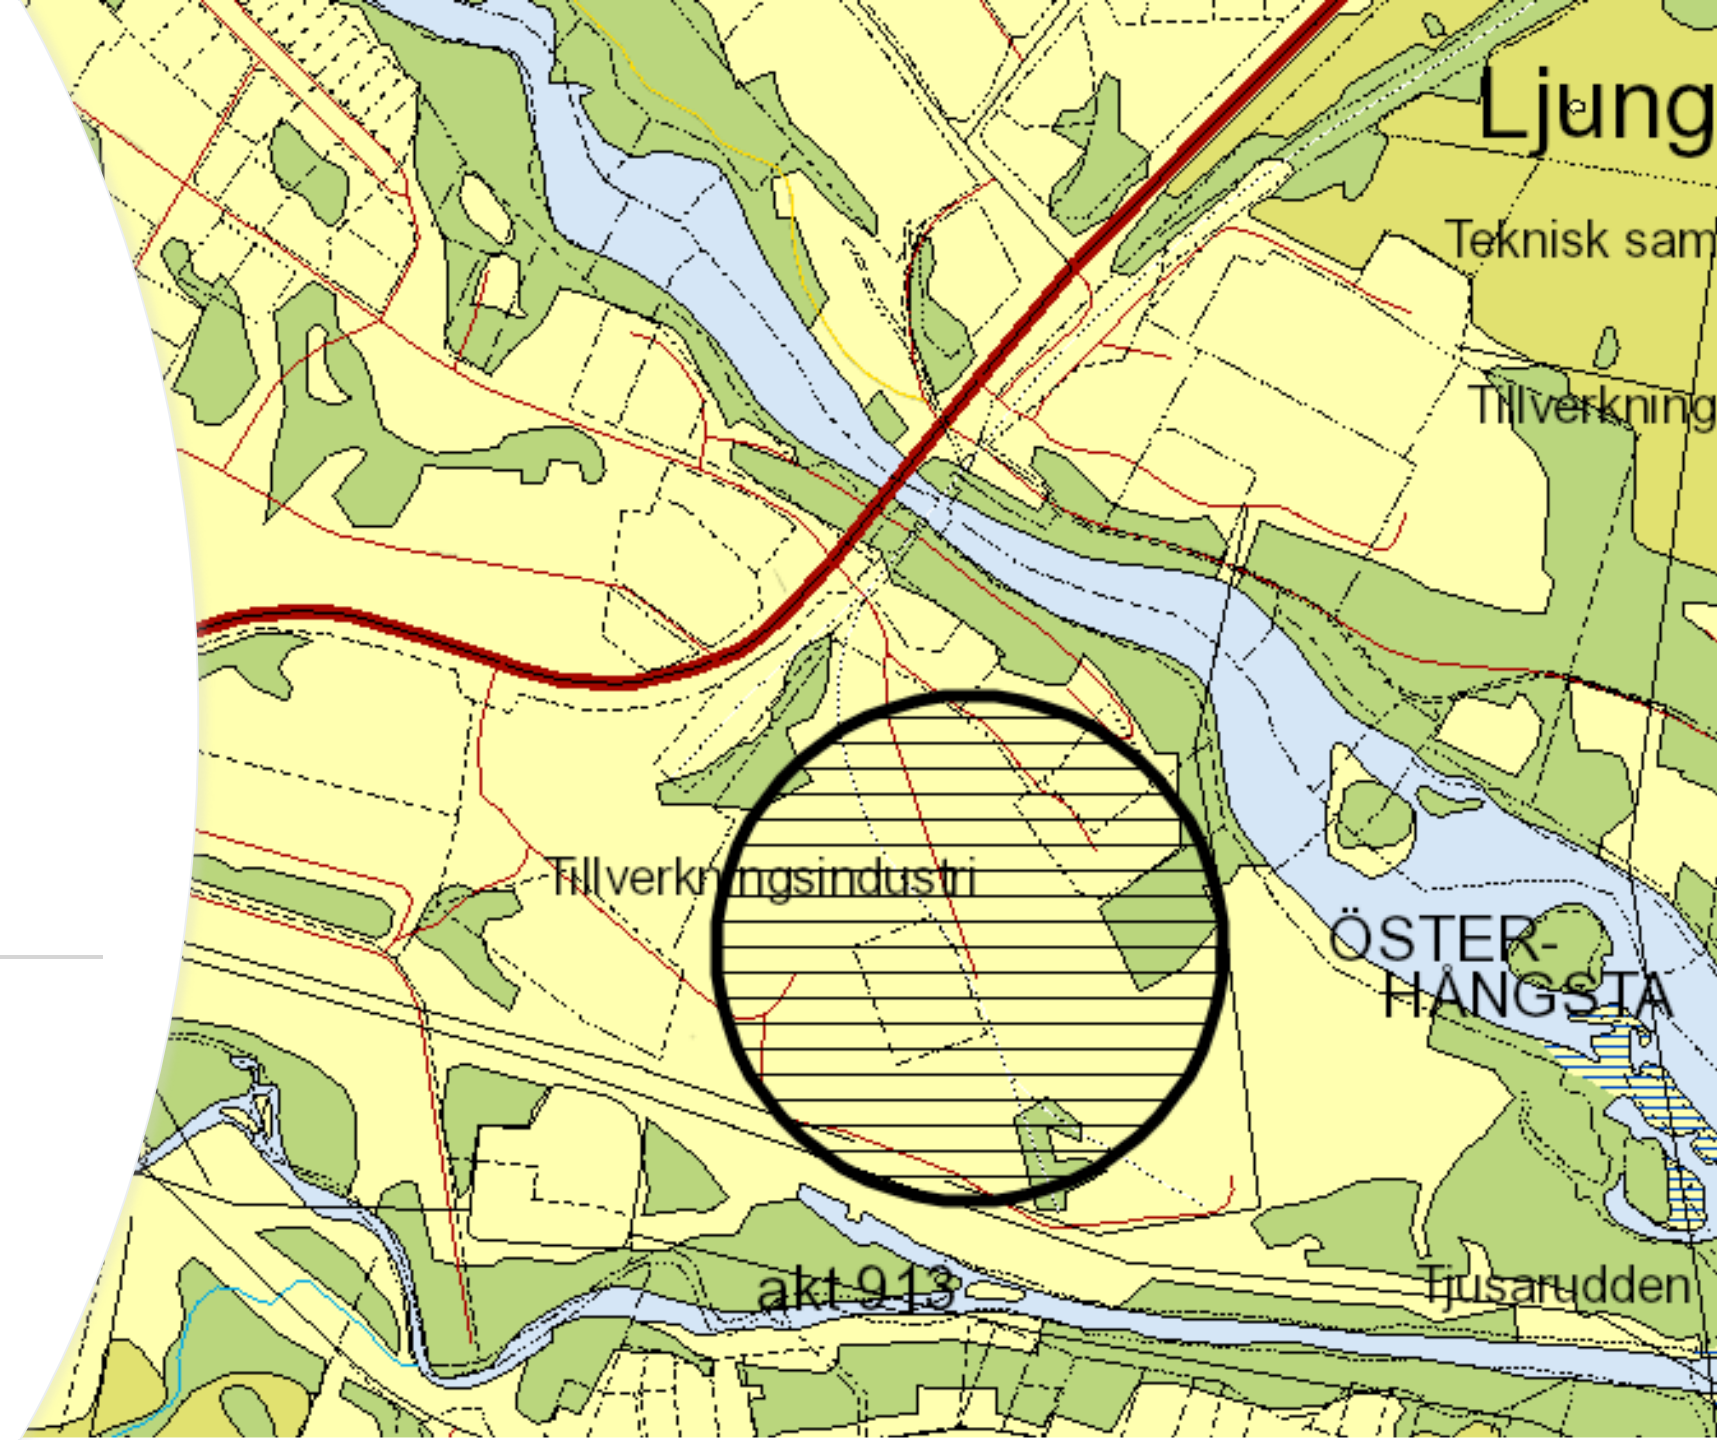 Ljung
Teknisk sam
Tillverkning
Tillverkningsindustri
ÖSTER-
HÅNGSTA
akt 913
Tjusarudden